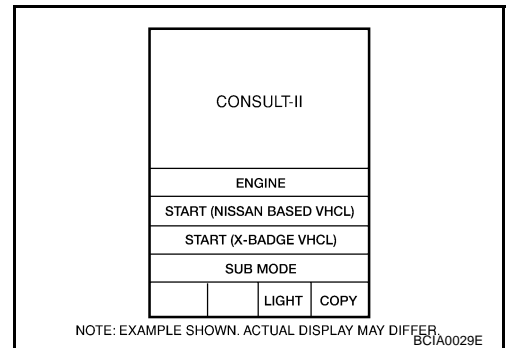 CONSULT-II
ENGINE
START (NISSAN BASED VHCL)
START (X-BADGE VHCL)
SUB MODE
LIGHT COPY
NOTE: EXAMPLE SHOWN. ACTUAL DISPLAY MAY DIFFER.
BCIA0029E